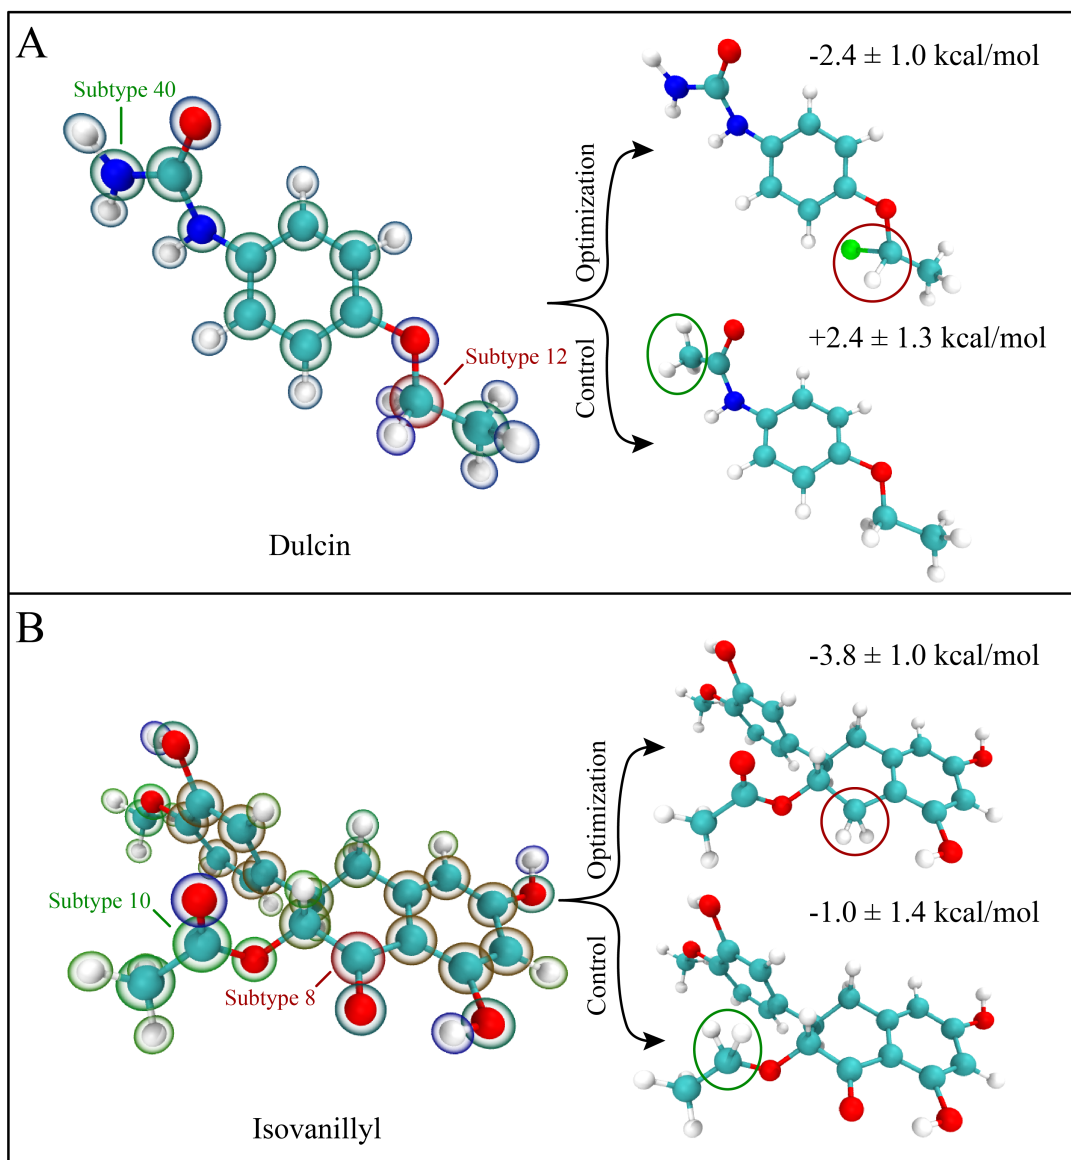 A
Subtype 40
-2.4 ± 1.0 kcal/mol
Optimization
Subtype 12
+2.4 ± 1.3 kcal/mol
Control
Dulcin
B
-3.8 ± 1.0 kcal/mol
Optimization
Subtype 10
-1.0 ± 1.4 kcal/mol
Subtype 8
Control
Isovanillyl